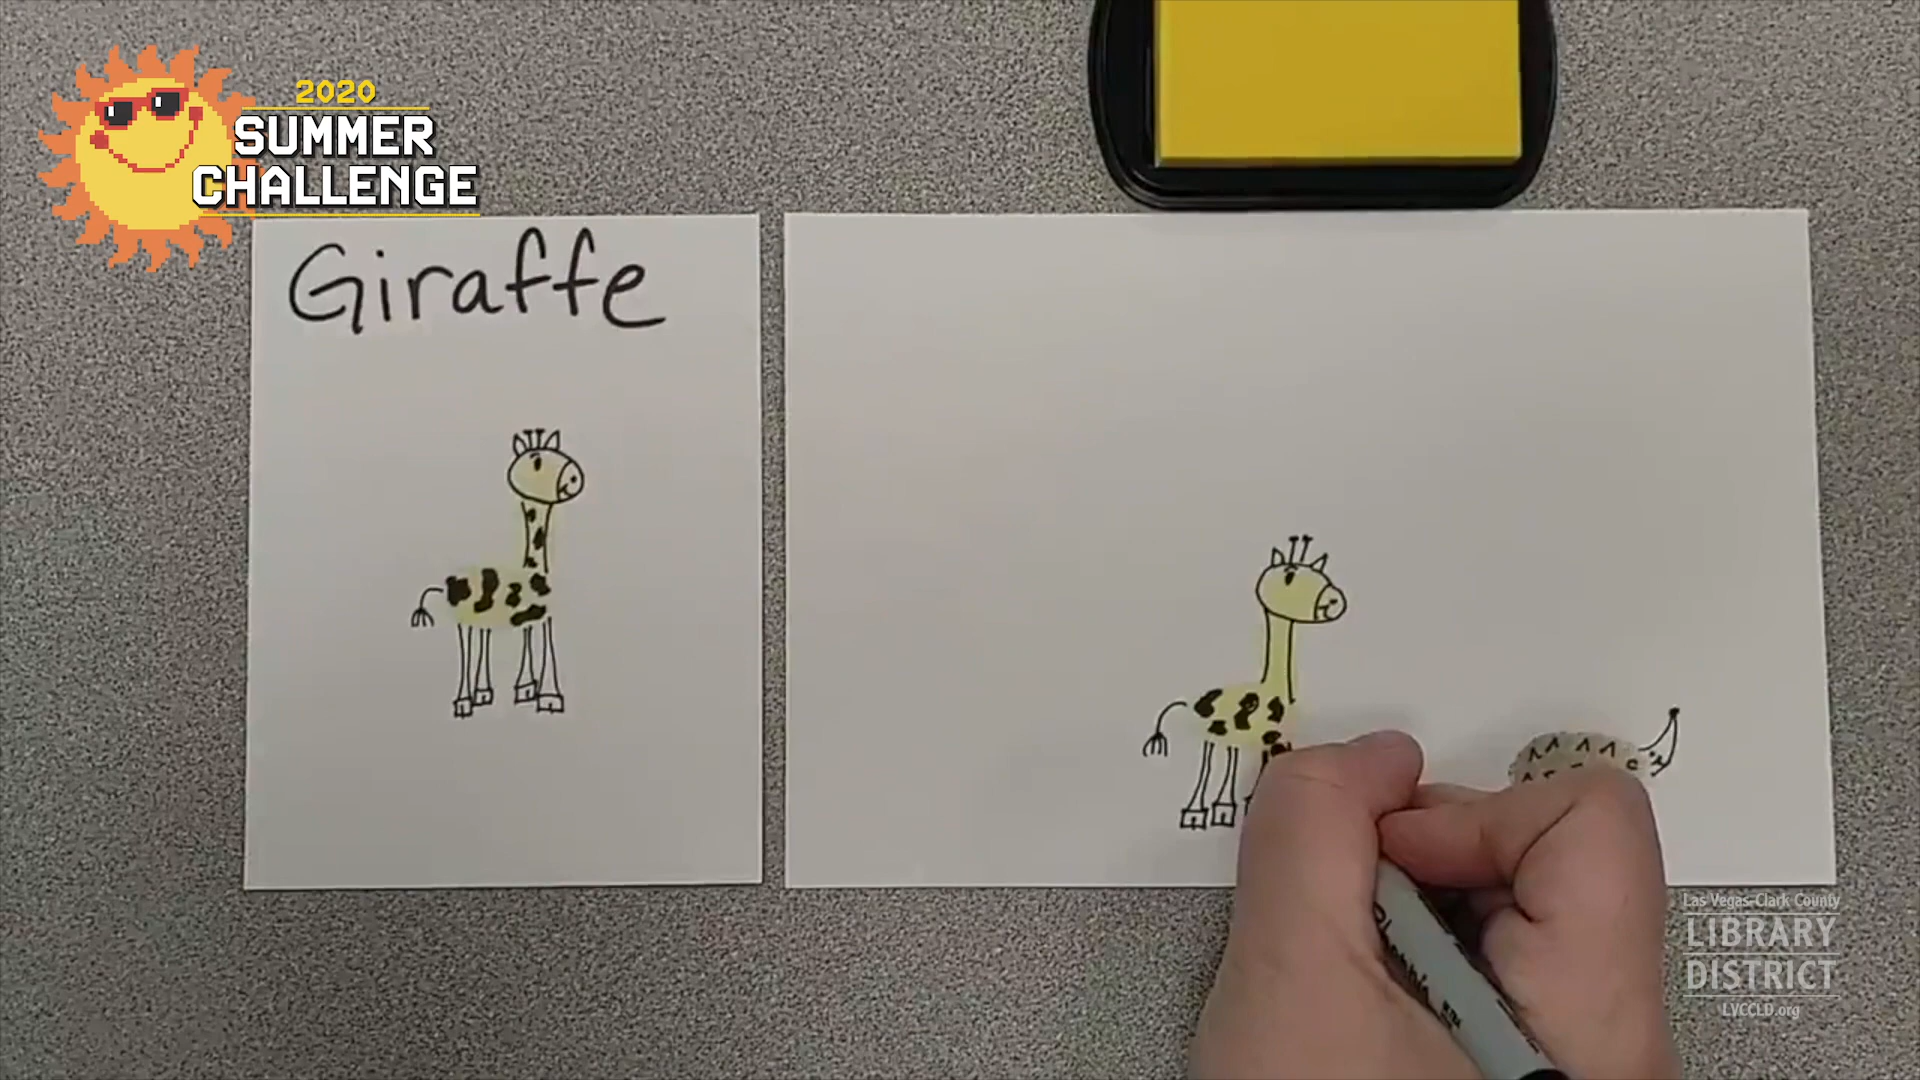 2020
SUMMER
CHALLENGE
Giraffe
Las Vegas-Clark County
LIBRARY
DISTRICT
LVCCLD.org